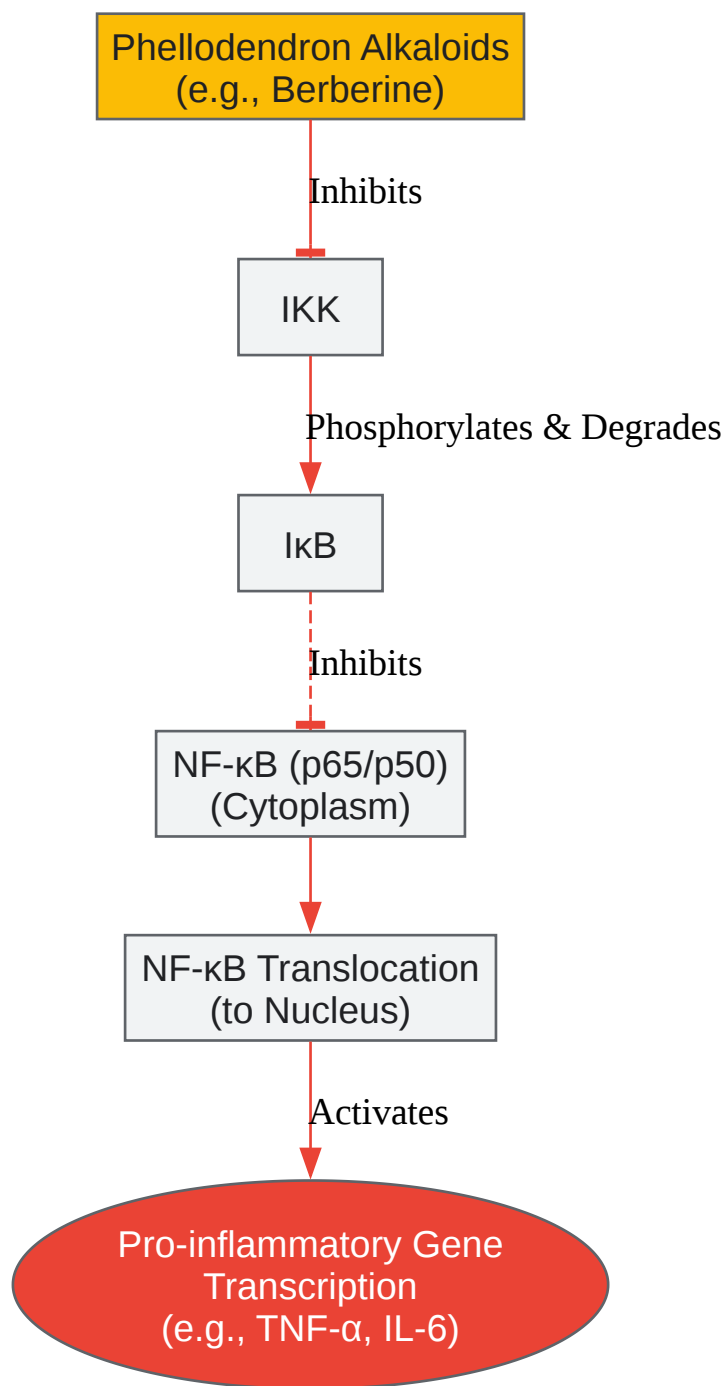 Phellodendron Alkaloids
(e.g., Berberine)
Inhibits
IKK
Phosphorylates & Degrades
IκB
Inhibits
NF-κB (p65/p50)
(Cytoplasm)
NF-κB Translocation
(to Nucleus)
Activates
Pro-inflammatory Gene
Transcription
(e.g., TNF-α, IL-6)